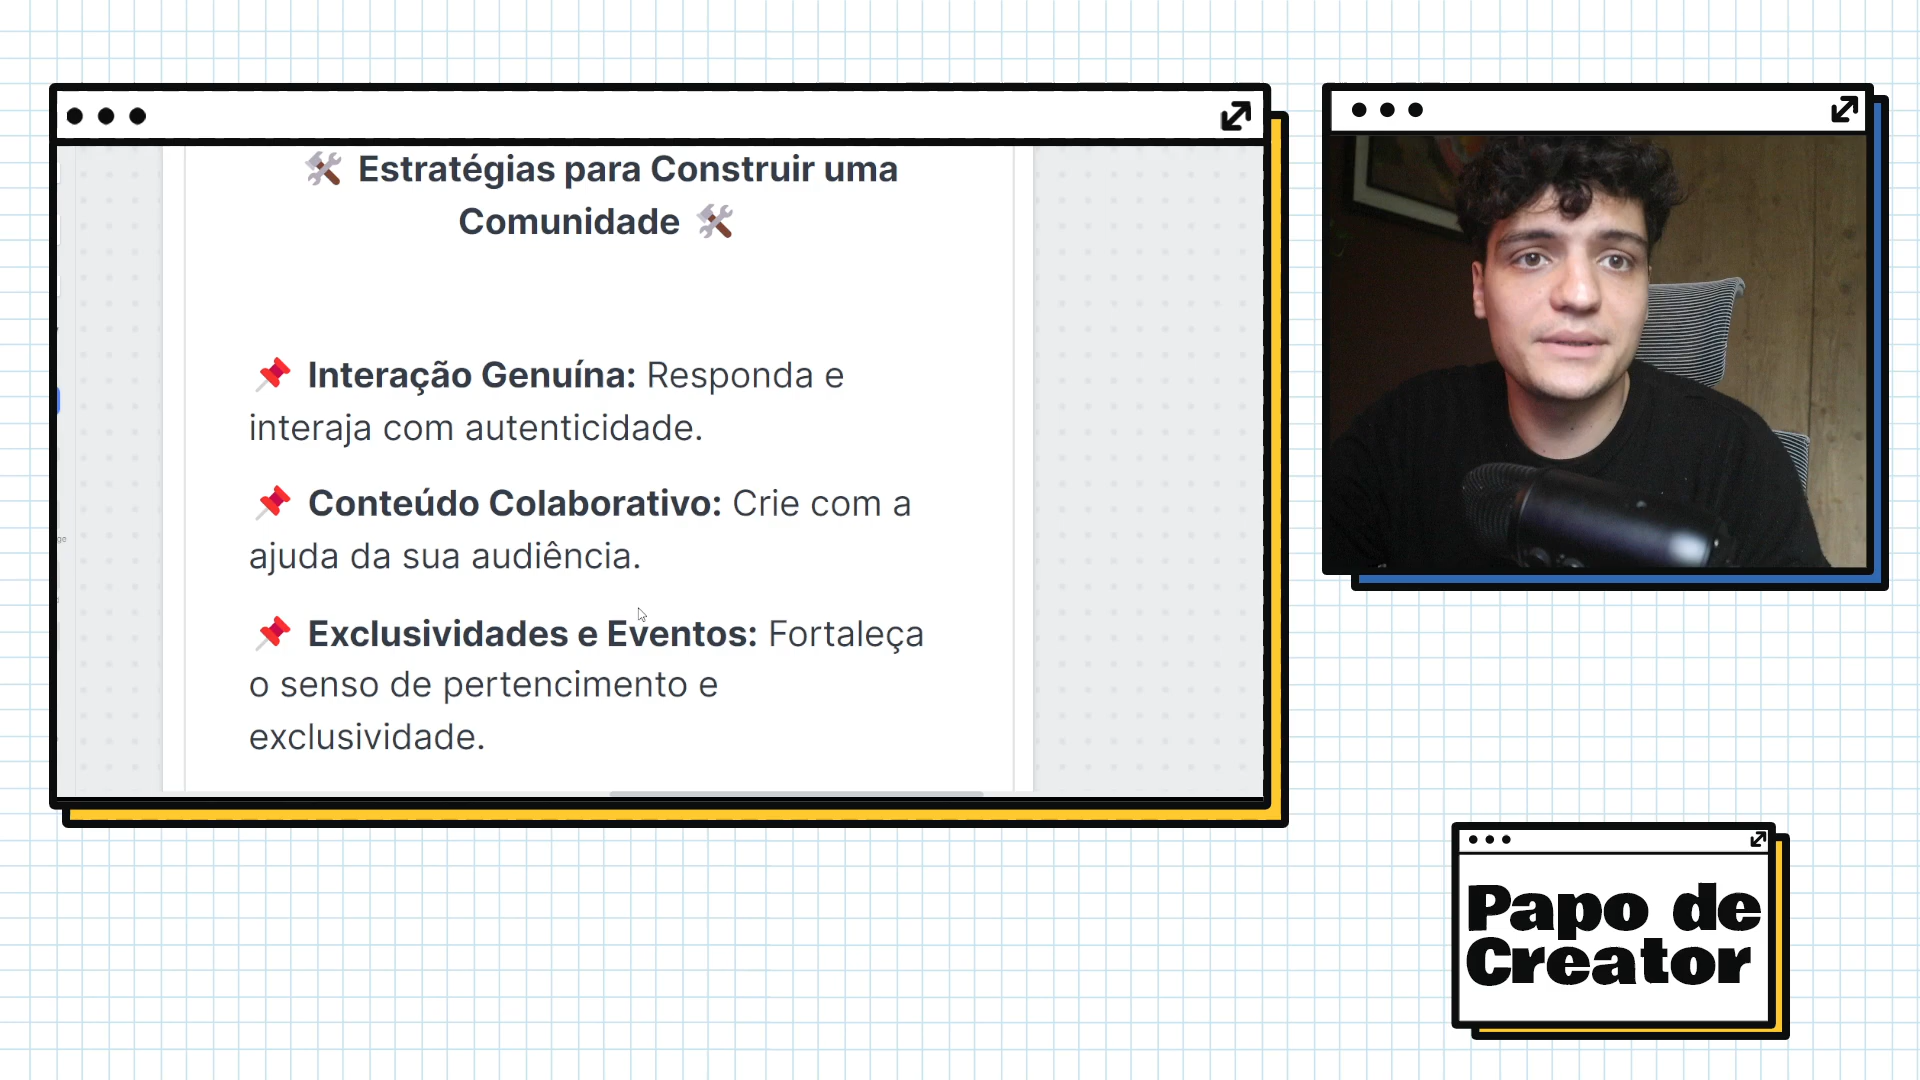 🛠 Estratégias para Construir uma
Comunidade 🛠
📌 Interação Genuína: Responda e
interaja com autenticidade.
📌 Conteúdo Colaborativo: Crie com a
ajuda da sua audiência.
📌 Exclusividades e Eventos: Fortaleça
o senso de pertencimento e
exclusividade.
Papo de
Creator